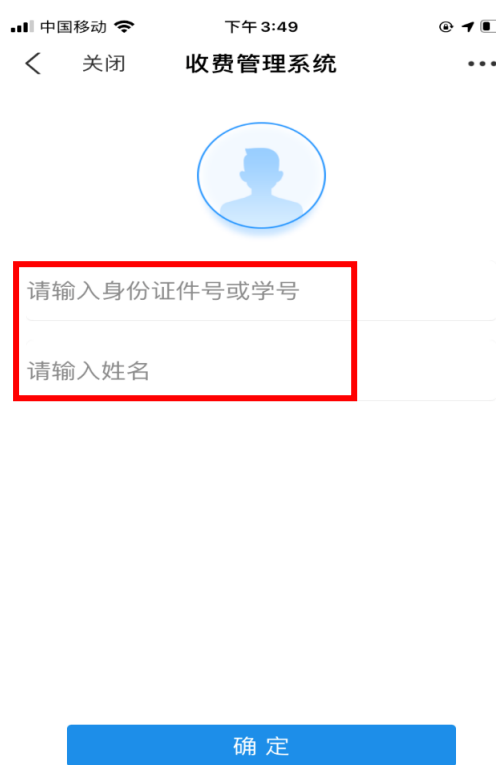 中国移动 下午 3:49
关闭 收费管理系统 •••
请输入身份证件号或学号
请输入姓名
确 定